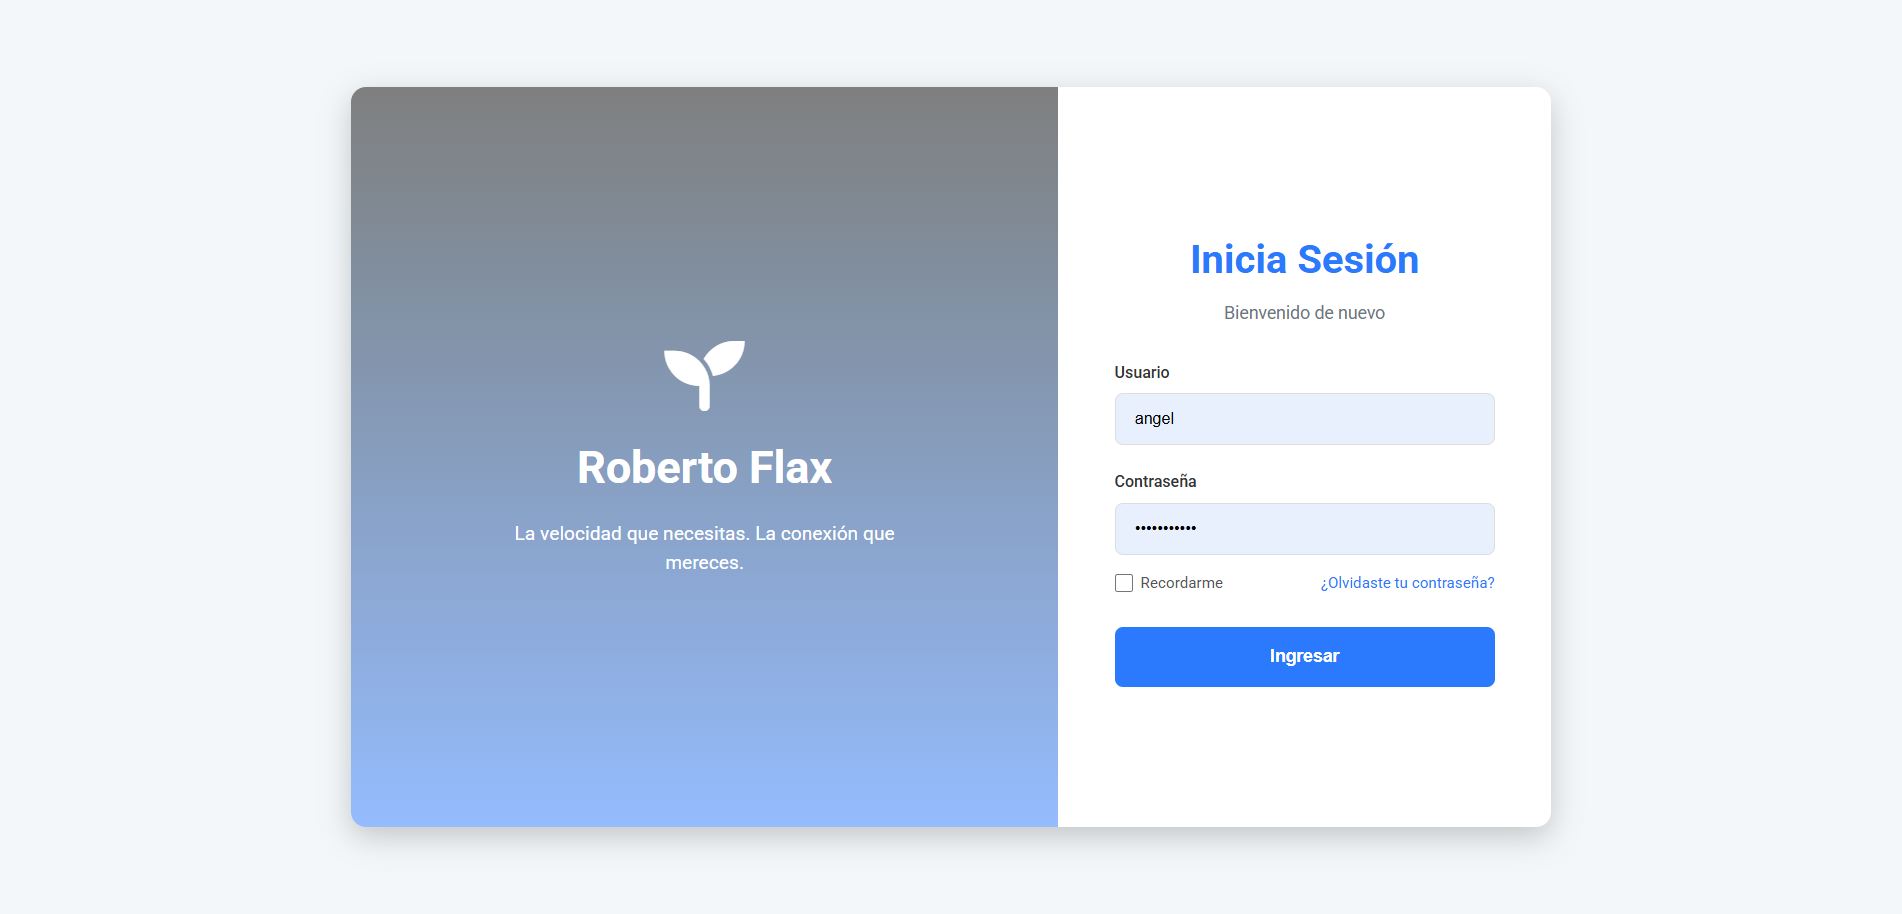 Roberto Flax
La velocidad que necesitas. La conexión que
mereces.
Inicia Sesión
Bienvenido de nuevo
Usuario
angel
Contraseña
•••••••••••
Recordarme
¿Olvidaste tu contraseña?
Ingresar